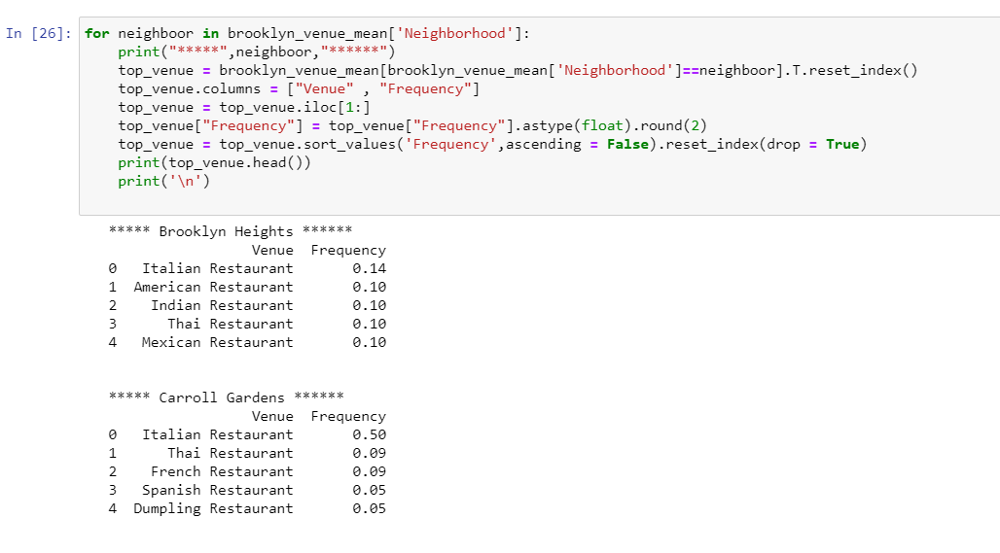 In [26]: for neighboor in brooklyn_venue_mean['Neighborhood']:
print("*****",neighboor,"******")
top_venue = brooklyn_venue_mean[brooklyn_venue_mean['Neighborhood']==neighboor].T.reset_index()
top_venue.columns = ["Venue" , "Frequency"]
top_venue = top_venue.iloc[1:]
top_venue["Frequency"] = top_venue["Frequency"].astype(float).round(2)
top_venue = top_venue.sort_values('Frequency',ascending = False).reset_index(drop = True)
print(top_venue.head())
print('\n')
***** Brooklyn Heights ******
Venue Frequency
0 Italian Restaurant 0.14
1 American Restaurant 0.10
2 Indian Restaurant 0.10
3 Thai Restaurant 0.10
4 Mexican Restaurant 0.10
***** Carroll Gardens ******
Venue Frequency
0 Italian Restaurant 0.50
1 Thai Restaurant 0.09
2 French Restaurant 0.09
3 Spanish Restaurant 0.05
4 Dumpling Restaurant 0.05